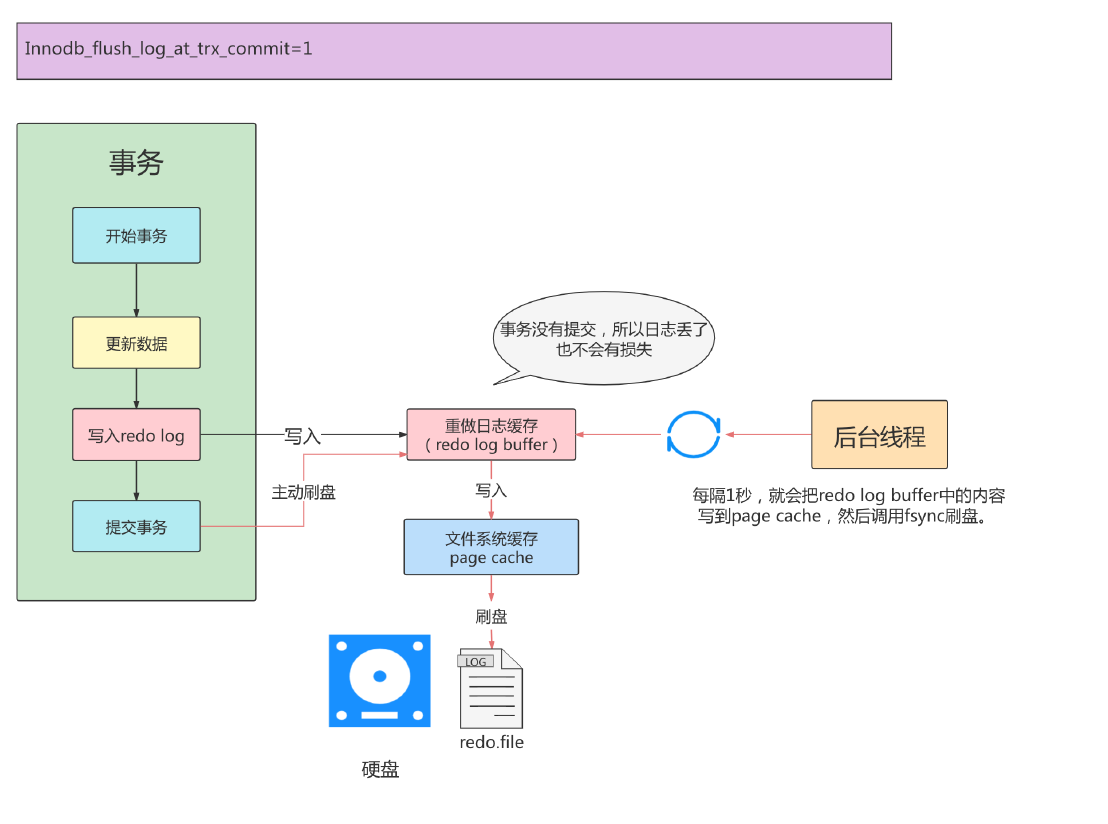 Innodb_flush_log_at_trx_commit=1
事务
开始事务
更新数据
写入redo log
提交事务
写入
主动刷盘
事务没有提交，所以日志丢了
也不会有损失
重做日志缓存
（redo log buffer）
写入
文件系统缓存
page cache
刷盘
LOG
redo.file
硬盘
后台线程
每隔1秒，就会把redo log buffer中的内容
写到page cache，然后调用fsync刷盘。